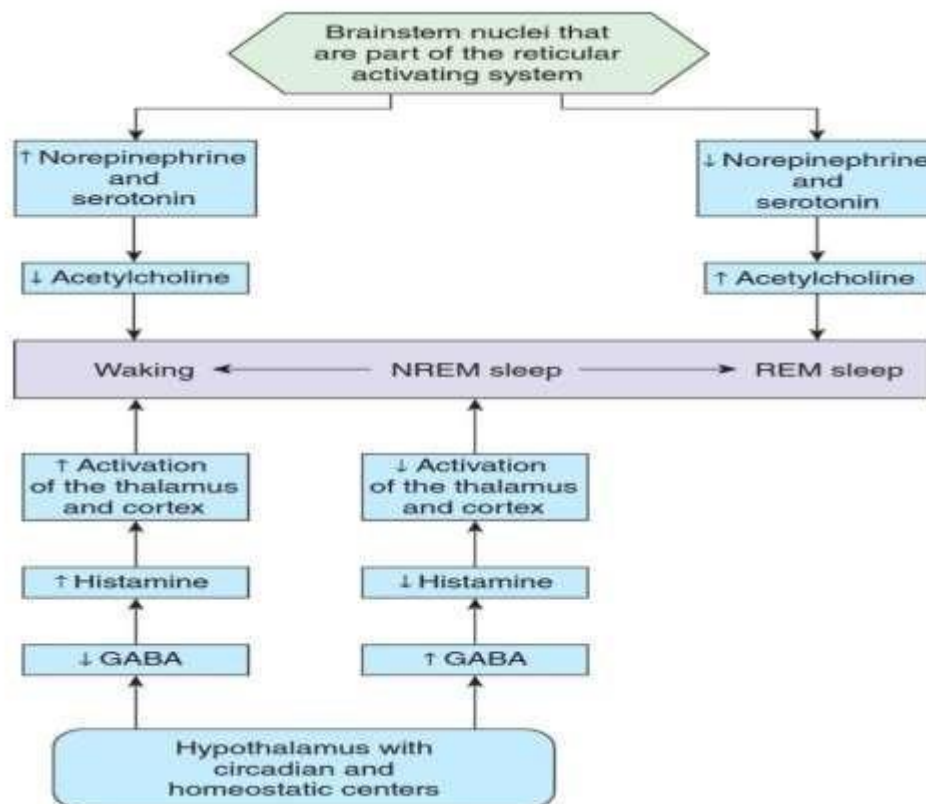 Brainstem nuclei that
are part of the reticular
activating system
↑ Norepinephrine
and
serotonin
↓ Norepinephrine
and
serotonin
↓ Acetylcholine
↑ Acetylcholine
Waking
NREM sleep
REM sleep
↑ Activation
of the thalamus
and cortex
↓ Activation
of the thalamus
and cortex
↑ Histamine
↓ Histamine
↓ GABA
↑ GABA
Hypothalamus with
circadian and
homeostatic centers